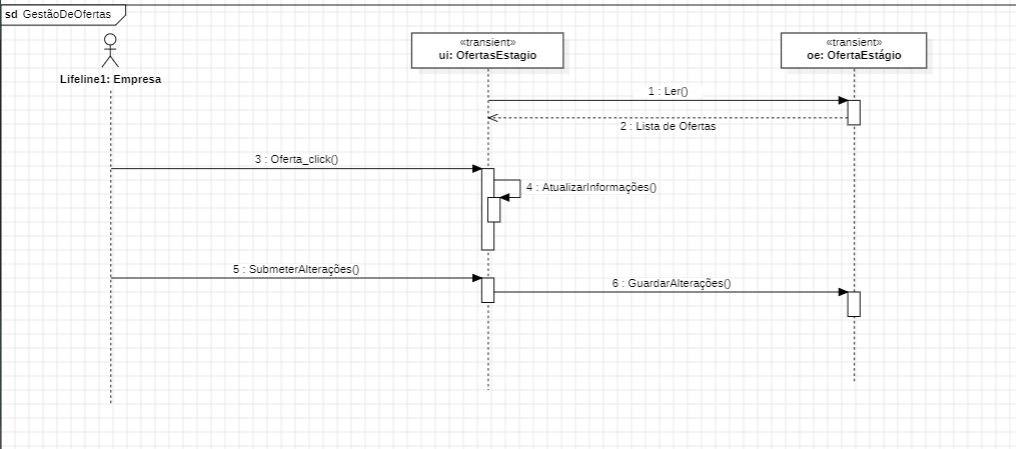 sd GestãoDeOfertas
Lifeline1: Empresa
«transient»
ui: OfertasEstagio
«transient»
oe: OfertaEstágio
1 : Ler()
2 : Lista de Ofertas
3 : Oferta_click()
4 : AtualizarInformações()
5 : SubmeterAlterações()
6 : GuardarAlterações()